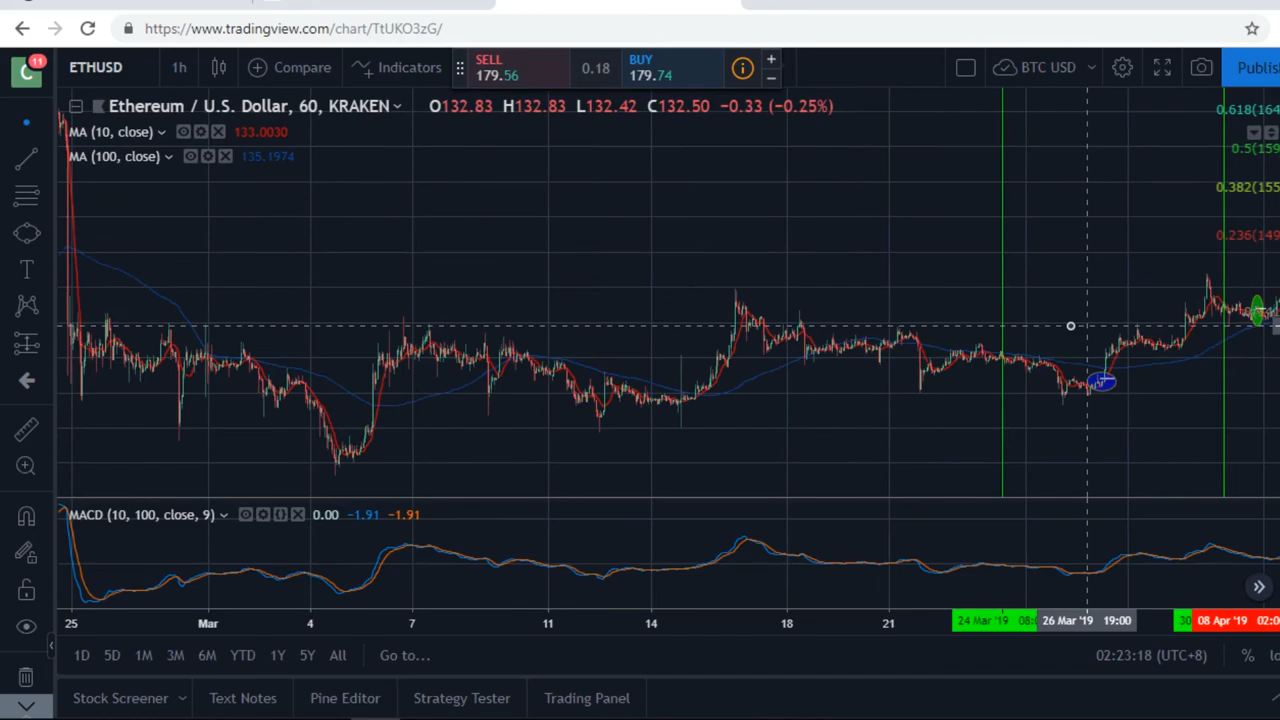 https://www.tradingview.com/chart/TtUKO3zG/
C 11
ETHUSD 1h Compare Indicators
SELL 179.56 0.18 BUY 179.74
BTC USD Publis
Ethereum / U.S. Dollar, 60, KRAKEN O132.83 H132.83 L132.42 C132.50 −0.33 (−0.25%)
MA (10, close) 133.0030
MA (100, close) 135.1974
0.618(164
0.5(159
0.382(155
0.236(149
MACD (10, 100, close, 9) 0.00 −1.91 −1.91
25 Mar 4 7 11 14 18 21 24 Mar '19 08: 26 Mar '19 19:00 30 08 Apr '19 02:0
1D 5D 1M 3M 6M YTD 1Y 5Y All Go to... 02:23:18 (UTC+8) % lo
Stock Screener Text Notes Pine Editor Strategy Tester Trading Panel